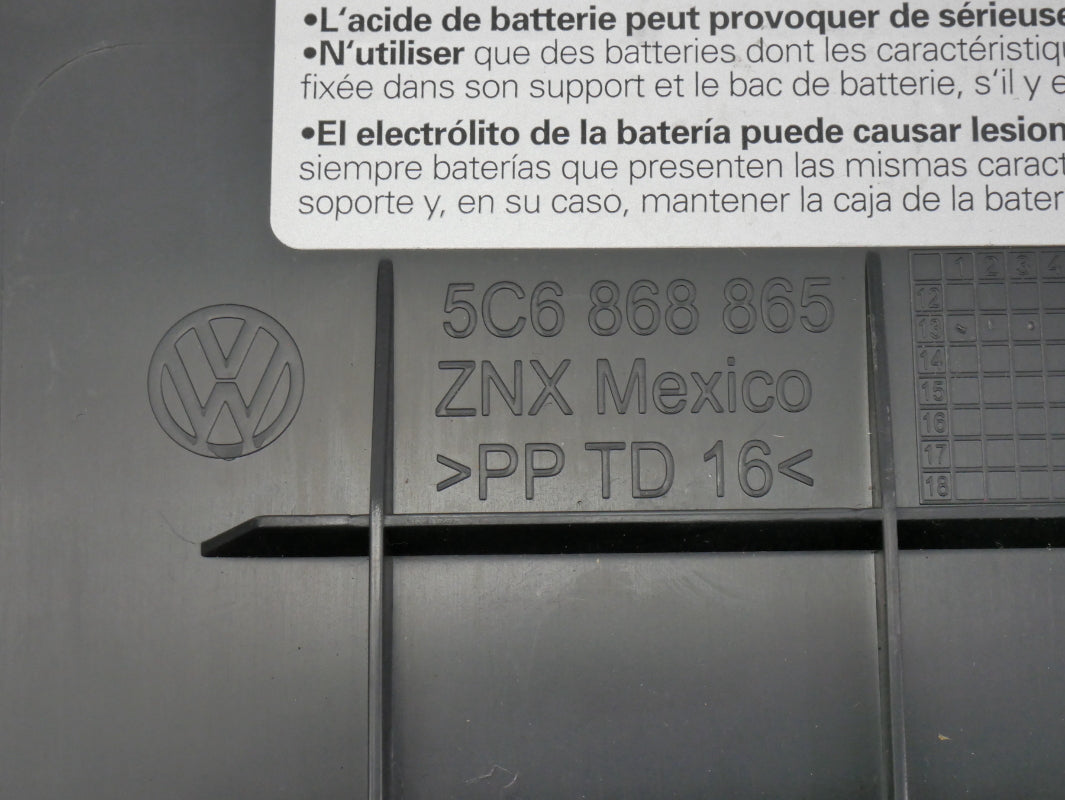 •L‘acide de batterie peut provoquer de sérieuse
•N‘utiliser que des batteries dont les caractéristiq
fixée dans son support et le bac de batterie, s‘il y e
•El electrólito de la batería puede causar lesion
siempre baterías que presenten las mismas caract
soporte y, en su caso, mantener la caja de la bater
VW
5C6 868 865
ZNX Mexico
>PP TD 16<
1 2 3 4
12
13
14
15
16
17
18